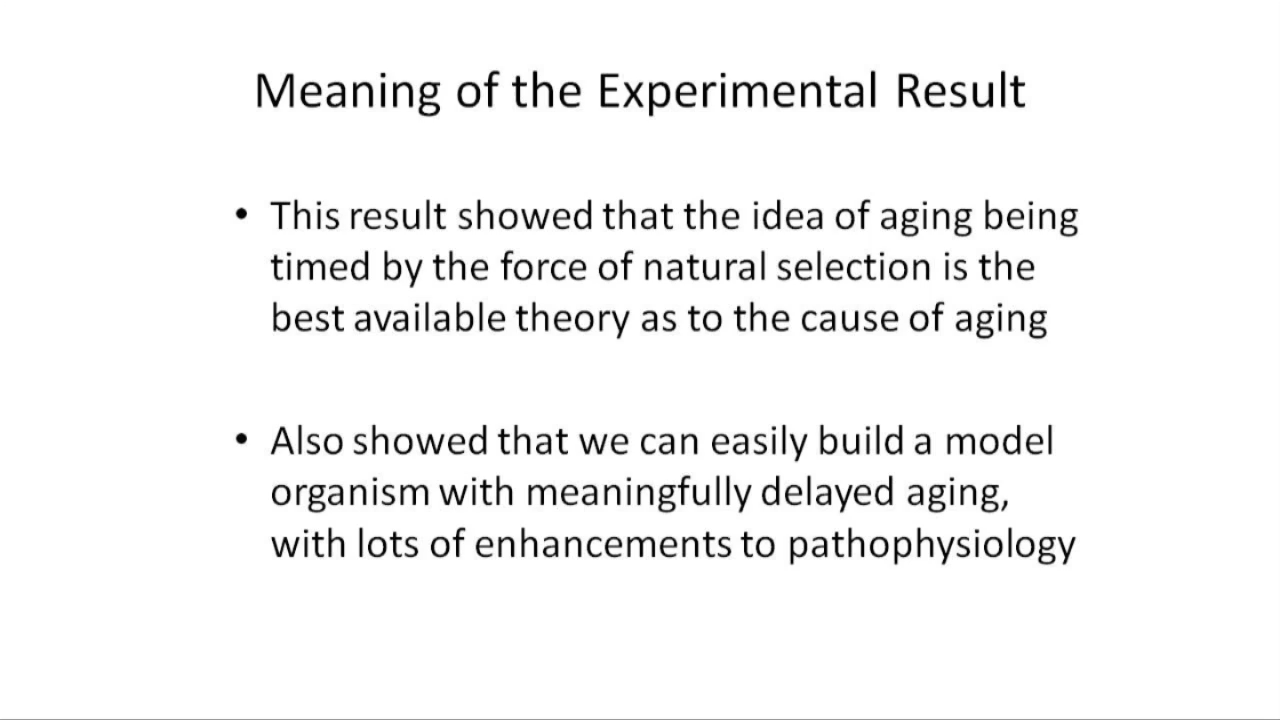 Meaning of the Experimental Result
• This result showed that the idea of aging being
timed by the force of natural selection is the
best available theory as to the cause of aging
• Also showed that we can easily build a model
organism with meaningfully delayed aging,
with lots of enhancements to pathophysiology